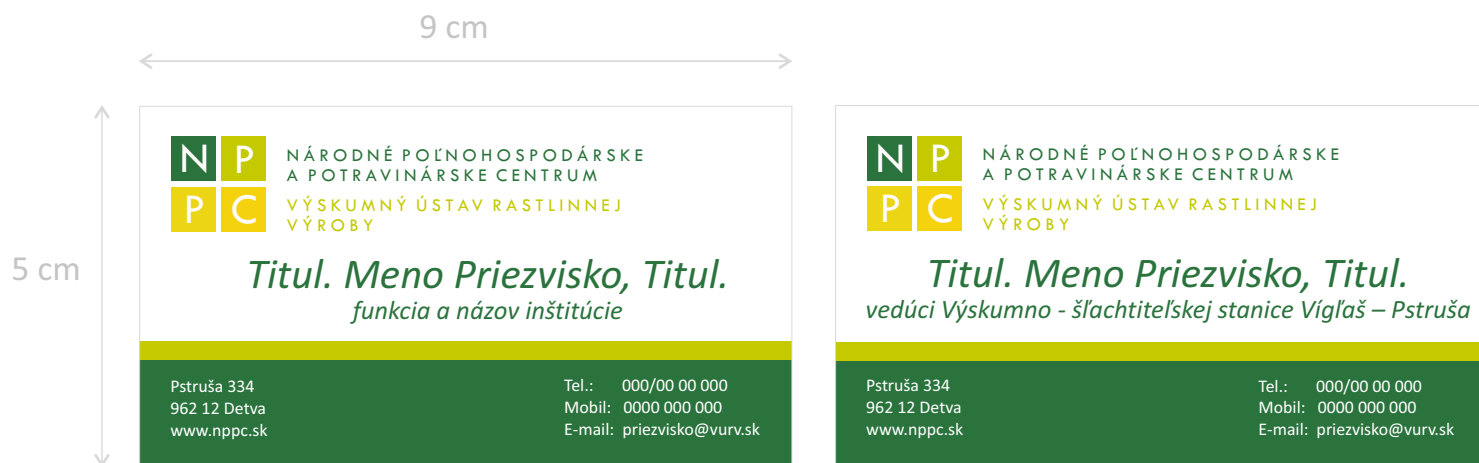 9 cm
5 cm
N P
P C
NÁRODNÉ POĽNOHOSPODÁRSKE
A POTRAVINÁRSKE CENTRUM
VÝSKUMNÝ ÚSTAV RASTLINNEJ
VÝROBY
Titul. Meno Priezvisko, Titul.
funkcia a názov inštitúcie
Pstruša 334
962 12 Detva
www.nppc.sk
Tel.: 000/00 00 000
Mobil: 0000 000 000
E-mail: priezvisko@vurv.sk
N P
P C
NÁRODNÉ POĽNOHOSPODÁRSKE
A POTRAVINÁRSKE CENTRUM
VÝSKUMNÝ ÚSTAV RASTLINNEJ
VÝROBY
Titul. Meno Priezvisko, Titul.
vedúci Výskumno - šľachtiteľskej stanice Vígľaš – Pstruša
Pstruša 334
962 12 Detva
www.nppc.sk
Tel.: 000/00 00 000
Mobil: 0000 000 000
E-mail: priezvisko@vurv.sk